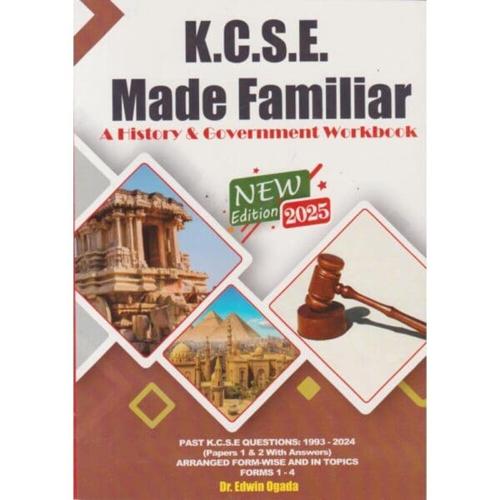 K.C.S.E.
Made Familiar
A History & Government Workbook
NEW
Edition 2025
PAST K.C.S.E QUESTIONS: 1993 - 2024
(Papers 1 & 2 With Answers)
ARRANGED FORM-WISE AND IN TOPICS
FORMS 1 - 4
Dr. Edwin Ogada